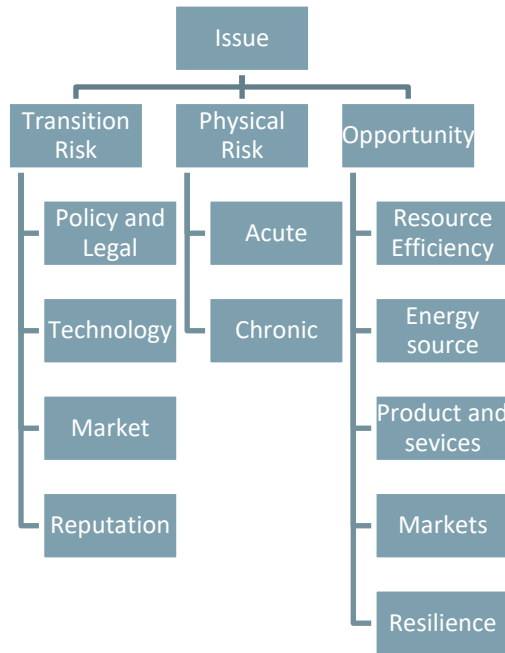 Issue
Transition
Risk
Policy and
Legal
Technology
Market
Reputation
Physical
Risk
Acute
Chronic
Opportunity
Resource
Efficiency
Energy
source
Product and
sevices
Markets
Resilience